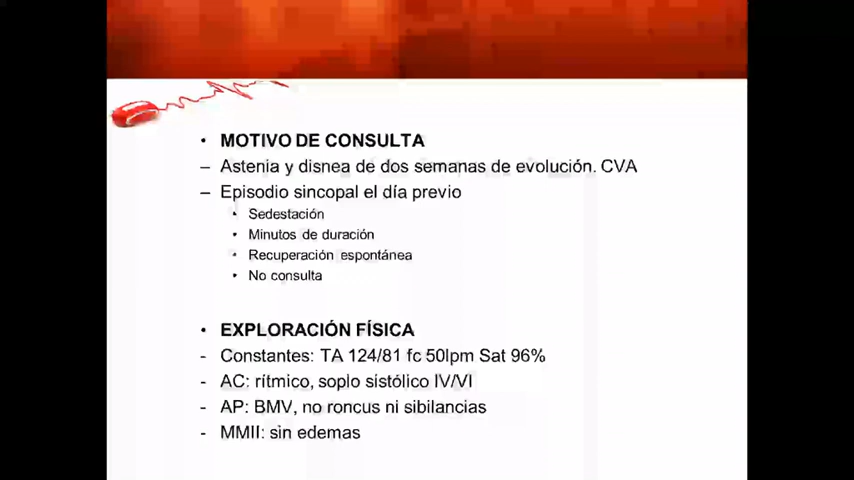 • MOTIVO DE CONSULTA
– Astenia y disnea de dos semanas de evolución. CVA
– Episodio sincopal el día previo
• Sedestación
• Minutos de duración
• Recuperación espontánea
• No consulta
• EXPLORACIÓN FÍSICA
- Constantes: TA 124/81 fc 50lpm Sat 96%
- AC: rítmico, soplo sistólico IV/VI
- AP: BMV, no roncus ni sibilancias
- MMII: sin edemas